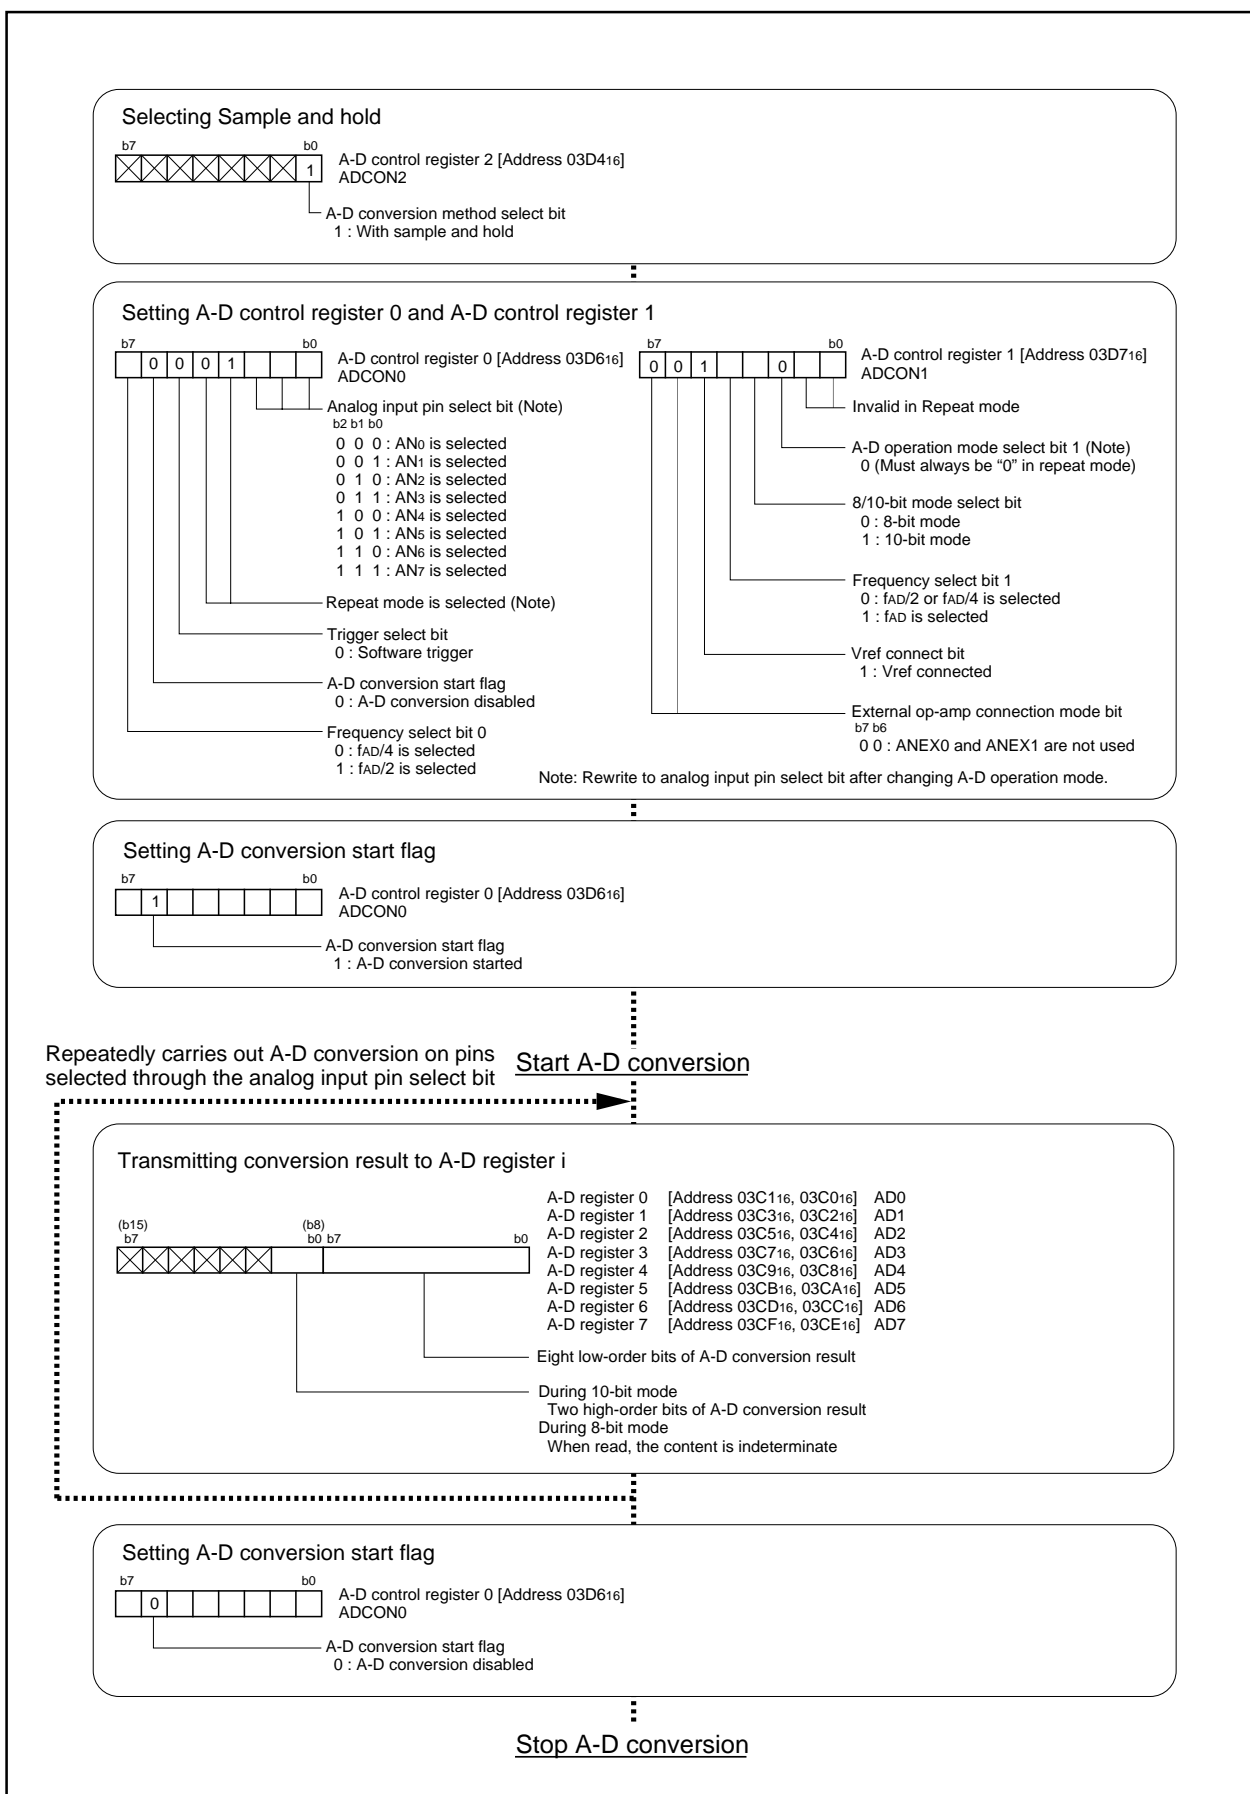 Selecting Sample and hold
b7 b0
1
A-D control register 2 [Address 03D416]
ADCON2
A-D conversion method select bit
1 : With sample and hold
Setting A-D control register 0 and A-D control register 1
b7 b0
0 0 0 1
A-D control register 0 [Address 03D616]
ADCON0
Analog input pin select bit (Note)
b2 b1 b0
0 0 0 : AN0 is selected
0 0 1 : AN1 is selected
0 1 0 : AN2 is selected
0 1 1 : AN3 is selected
1 0 0 : AN4 is selected
1 0 1 : AN5 is selected
1 1 0 : AN6 is selected
1 1 1 : AN7 is selected
Repeat mode is selected (Note)
Trigger select bit
0 : Software trigger
A-D conversion start flag
0 : A-D conversion disabled
Frequency select bit 0
0 : fAD/4 is selected
1 : fAD/2 is selected
b7 b0
0 0 1 0
A-D control register 1 [Address 03D716]
ADCON1
Invalid in Repeat mode
A-D operation mode select bit 1 (Note)
0 (Must always be “0” in repeat mode)
8/10-bit mode select bit
0 : 8-bit mode
1 : 10-bit mode
Frequency select bit 1
0 : fAD/2 or fAD/4 is selected
1 : fAD is selected
Vref connect bit
1 : Vref connected
External op-amp connection mode bit
b7 b6
0 0 : ANEX0 and ANEX1 are not used
Note: Rewrite to analog input pin select bit after changing A-D operation mode.
Setting A-D conversion start flag
b7 b0
1
A-D control register 0 [Address 03D616]
ADCON0
A-D conversion start flag
1 : A-D conversion started
Repeatedly carries out A-D conversion on pins
selected through the analog input pin select bit
Start A-D conversion
Transmitting conversion result to A-D register i
(b15) (b8)
b7 b0 b7 b0
A-D register 0 [Address 03C116, 03C016] AD0
A-D register 1 [Address 03C316, 03C216] AD1
A-D register 2 [Address 03C516, 03C416] AD2
A-D register 3 [Address 03C716, 03C616] AD3
A-D register 4 [Address 03C916, 03C816] AD4
A-D register 5 [Address 03CB16, 03CA16] AD5
A-D register 6 [Address 03CD16, 03CC16] AD6
A-D register 7 [Address 03CF16, 03CE16] AD7
Eight low-order bits of A-D conversion result
During 10-bit mode
Two high-order bits of A-D conversion result
During 8-bit mode
When read, the content is indeterminate
Setting A-D conversion start flag
b7 b0
0
A-D control register 0 [Address 03D616]
ADCON0
A-D conversion start flag
0 : A-D conversion disabled
Stop A-D conversion